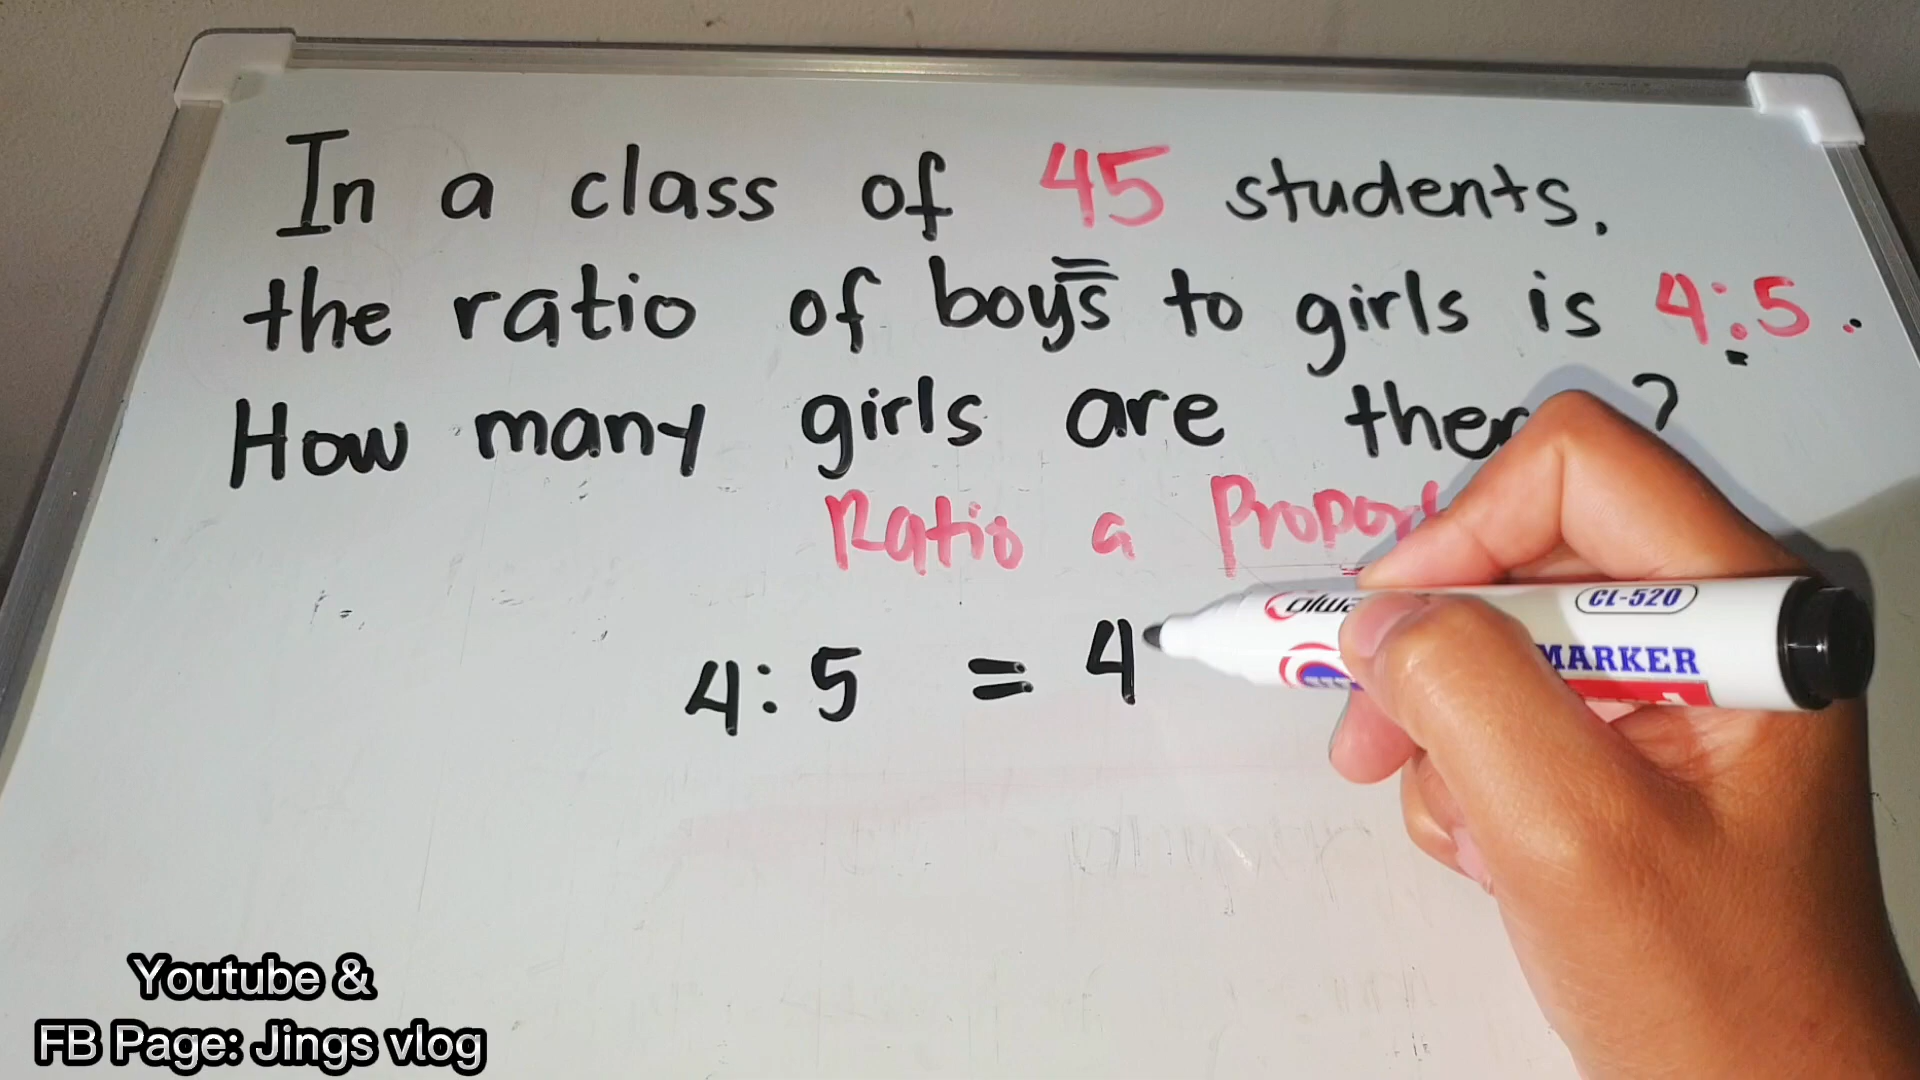 In a class of 45 students.
the ratio of boys to girls is 4:5.
How many girls are ?
Ratio a
4:5 = 4
CL-520
MARKER
Youtube &
FB Page: Jings vlog